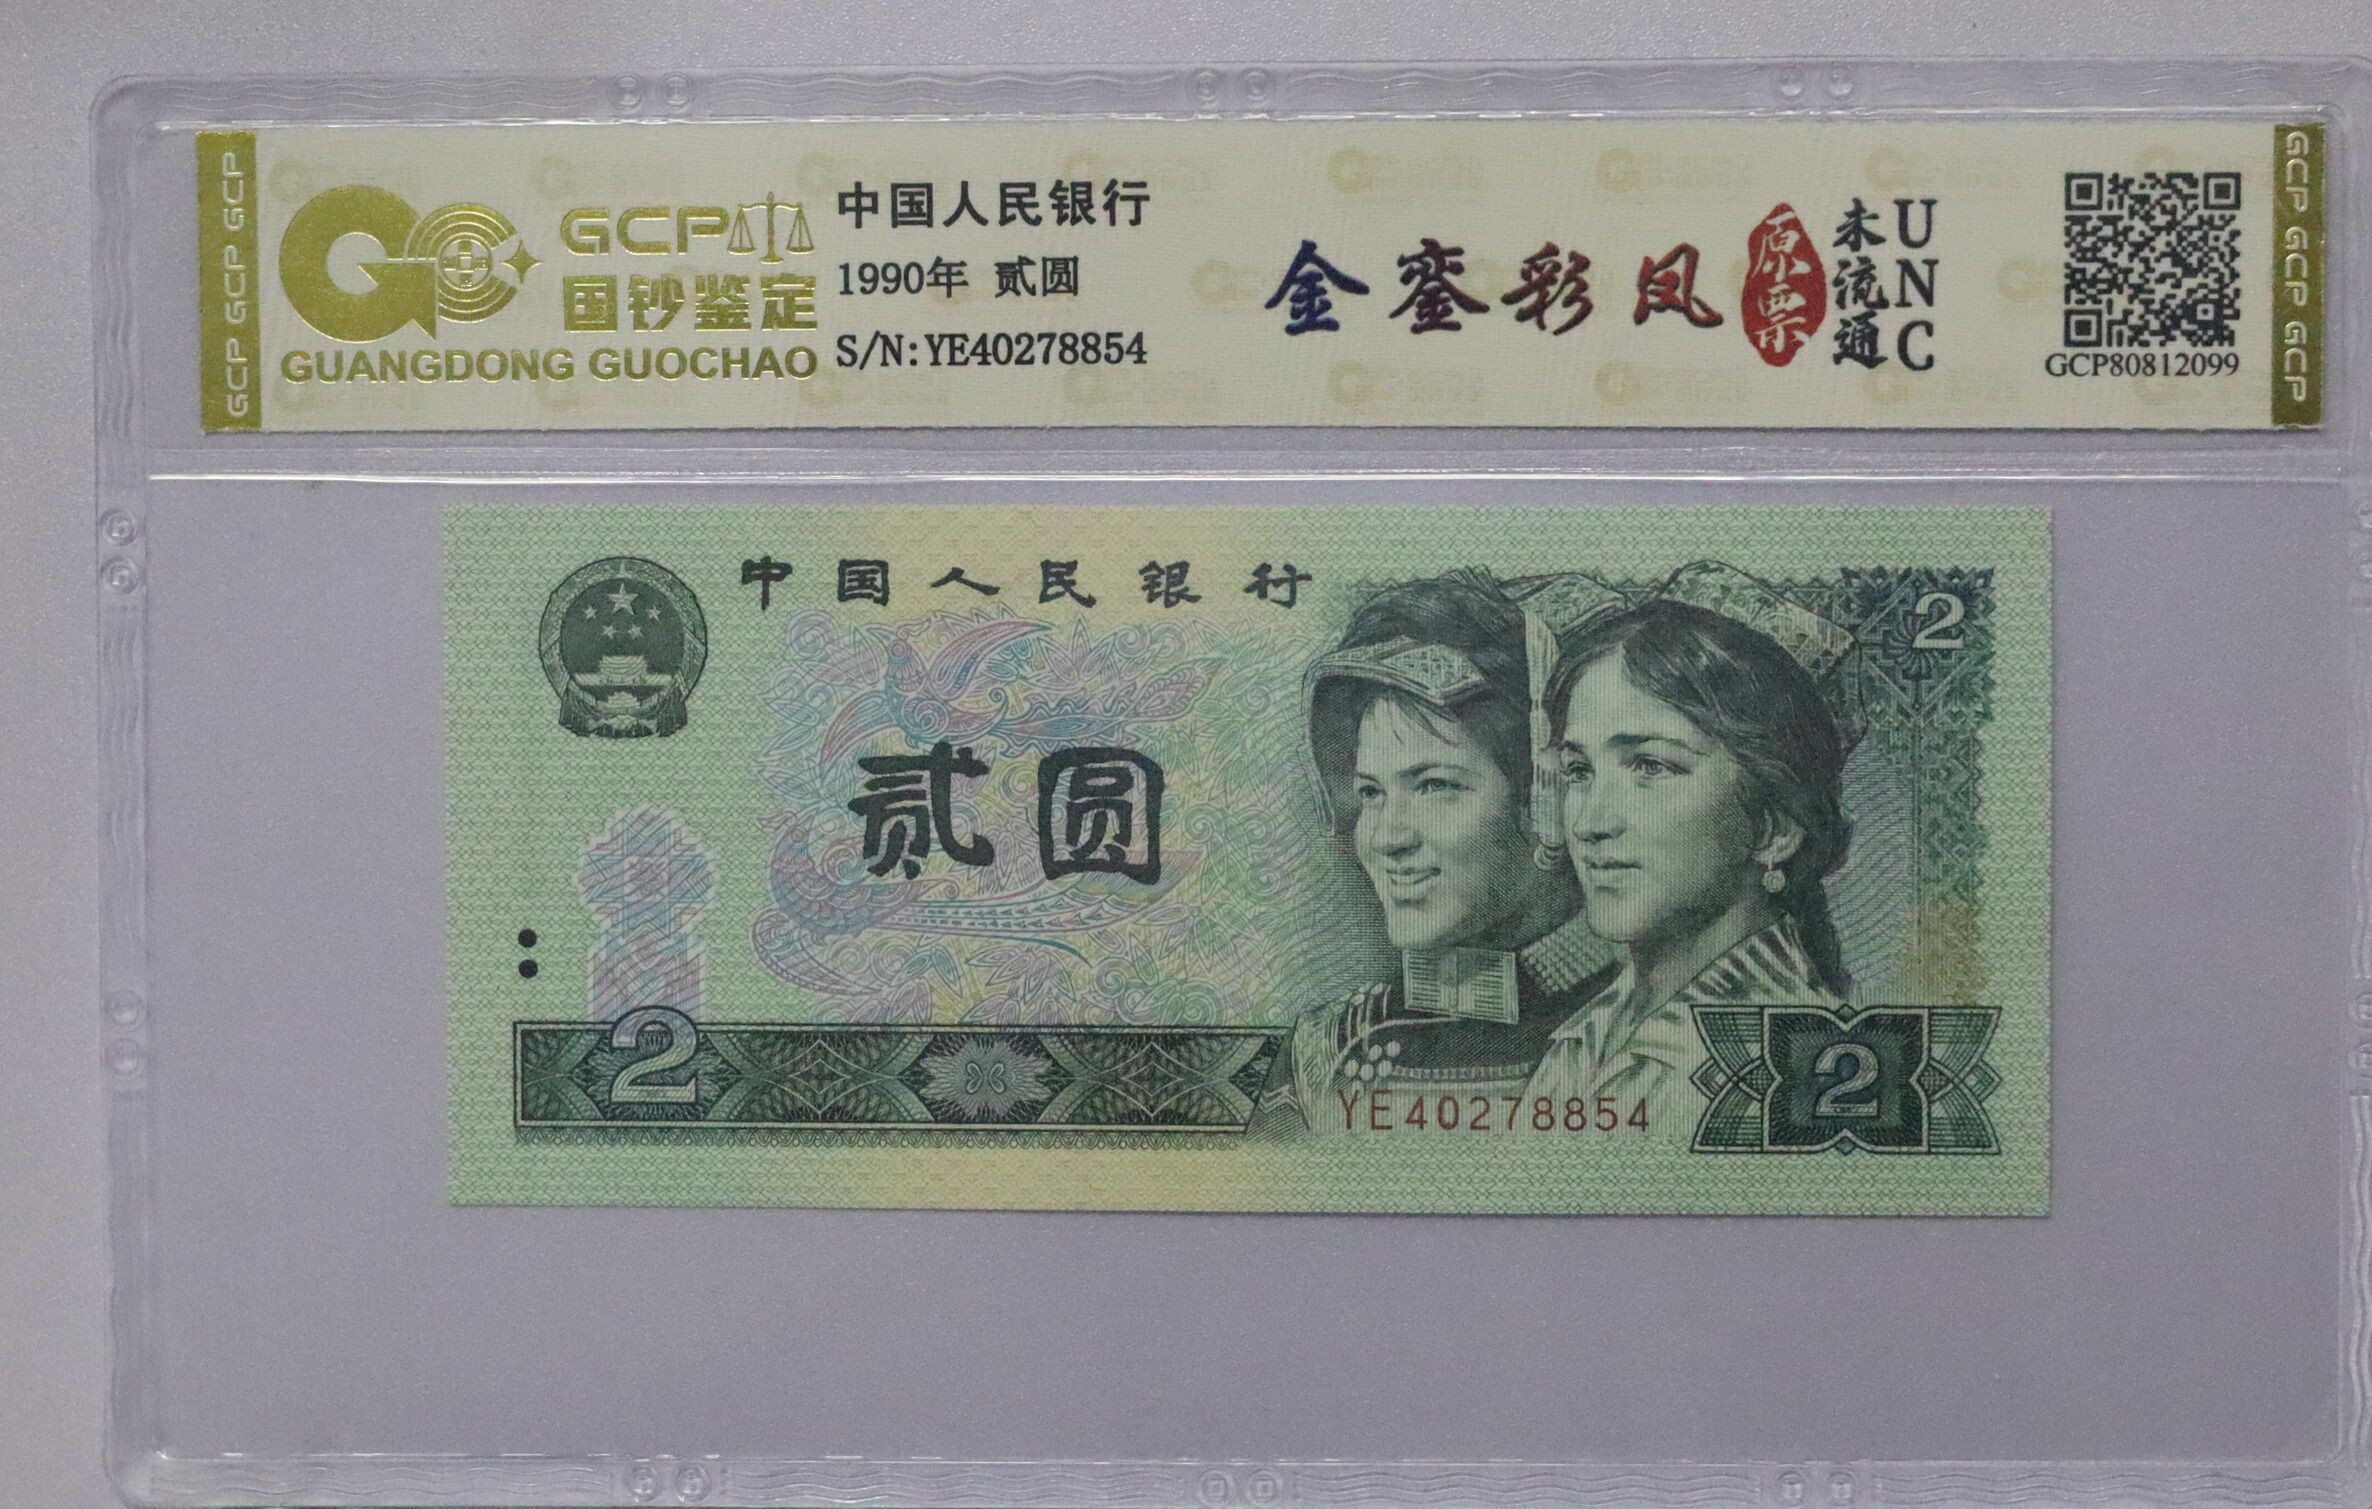 GCP GCP GCP
GCP
国钞鉴定
GUANGDONG GUOCHAO
中国人民银行
1990年 贰圆
S/N:YE40278854
金銮彩凤
原票
未流通
UNC
GCP80812099
GCP GCP GCP
中国人民银行
2
贰圆
2
YE40278854
2